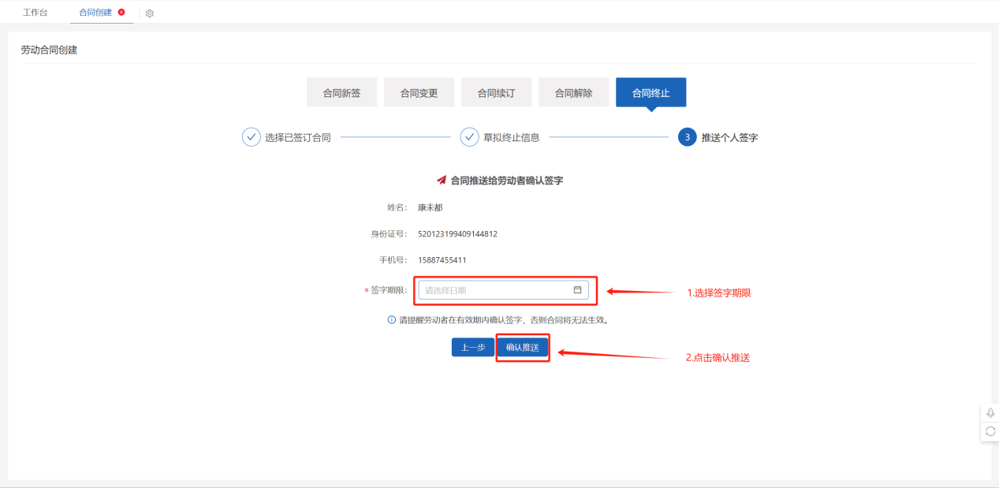 工作台 合同创建
劳动合同创建
合同新签 合同变更 合同续订 合同解除 合同终止
选择已签订合同 草拟终止信息 3 推送个人签字
合同推送给劳动者确认签字
姓名： 康未都
身份证号： 520123199409144812
手机号： 15887455411
* 签字期限： 请选择日期 1.选择签字期限
请提醒劳动者在有效期内确认签字，否则合同将无法生效。
上一步 确认推送 2.点击确认推送